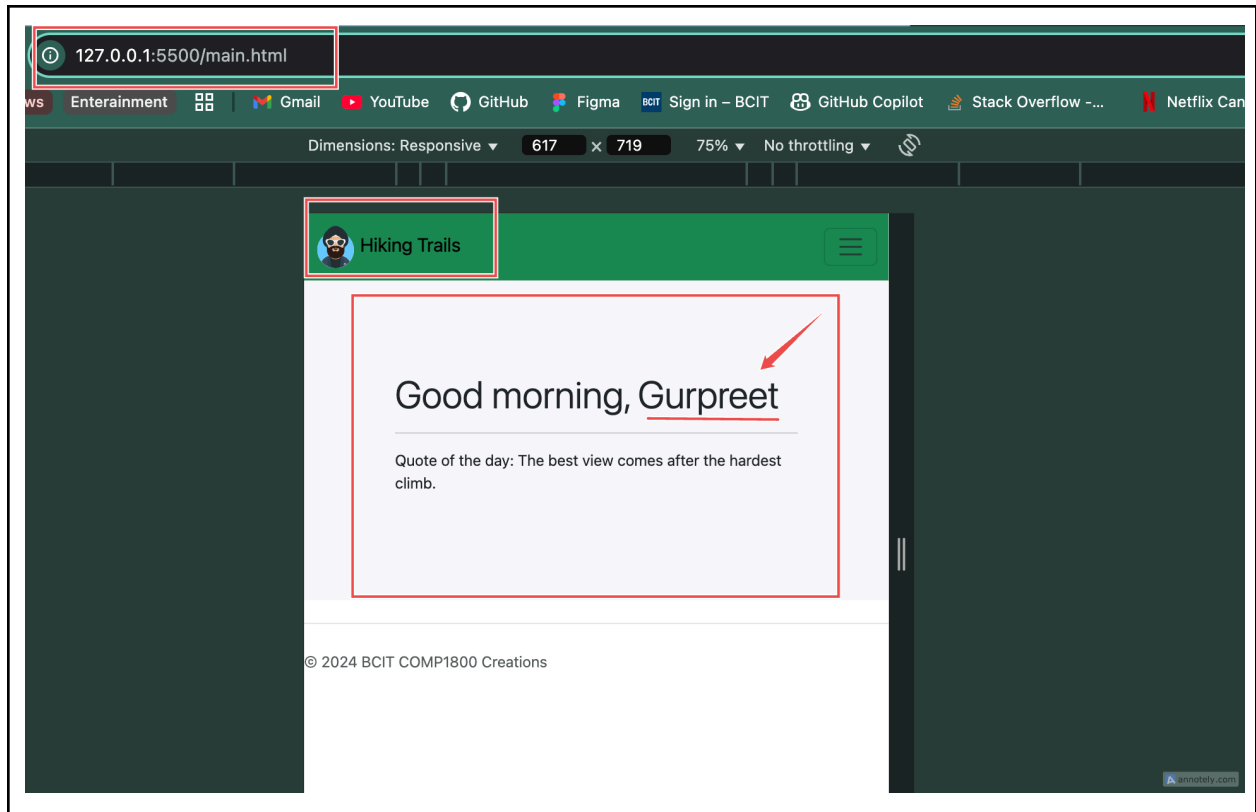 127.0.0.1:5500/main.html
ws Enterainment Gmail YouTube GitHub Figma BCIT Sign in – BCIT GitHub Copilot Stack Overflow -... Netflix Can
Dimensions: Responsive 617 × 719 75% No throttling
Hiking Trails
Good morning, Gurpreet
Quote of the day: The best view comes after the hardest
climb.
© 2024 BCIT COMP1800 Creations
annotely.com